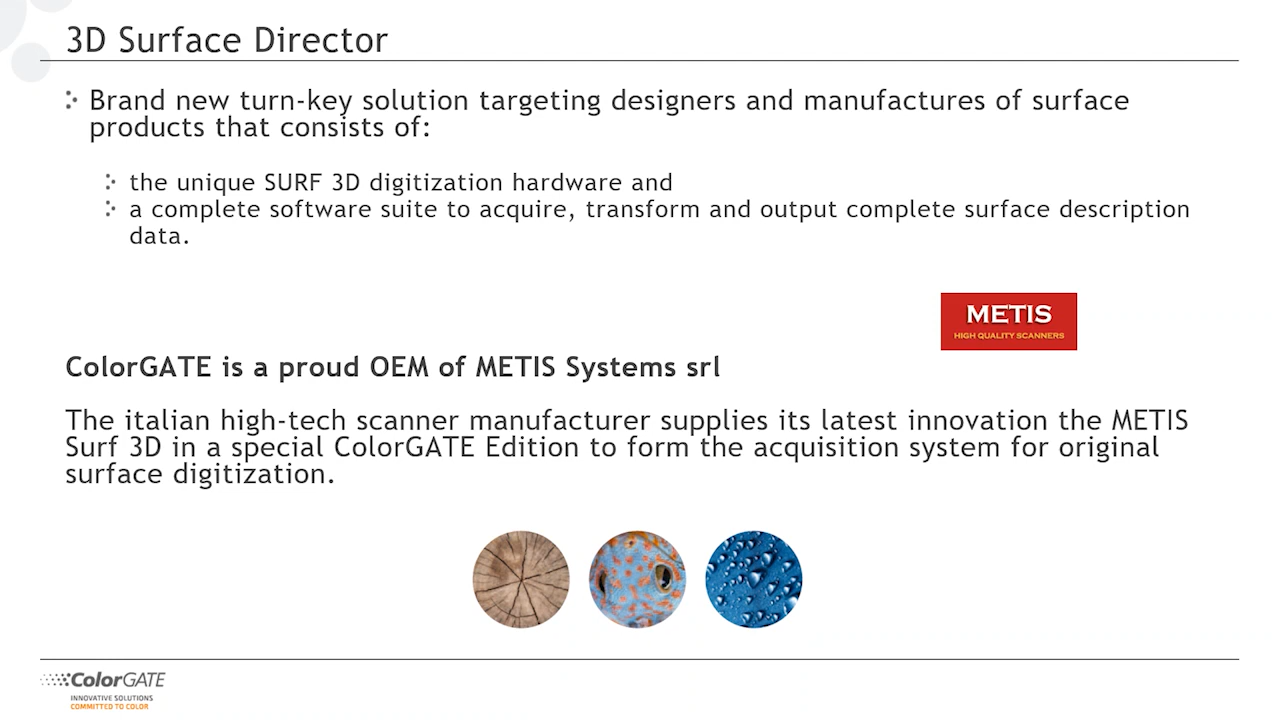 3D Surface Director
Brand new turn-key solution targeting designers and manufactures of surface
products that consists of:
the unique SURF 3D digitization hardware and
a complete software suite to acquire, transform and output complete surface description
data.
METIS
HIGH QUALITY SCANNERS
ColorGATE is a proud OEM of METIS Systems srl
The italian high-tech scanner manufacturer supplies its latest innovation the METIS
Surf 3D in a special ColorGATE Edition to form the acquisition system for original
surface digitization.
ColorGATE
INNOVATIVE SOLUTIONS
COMMITTED TO COLOR